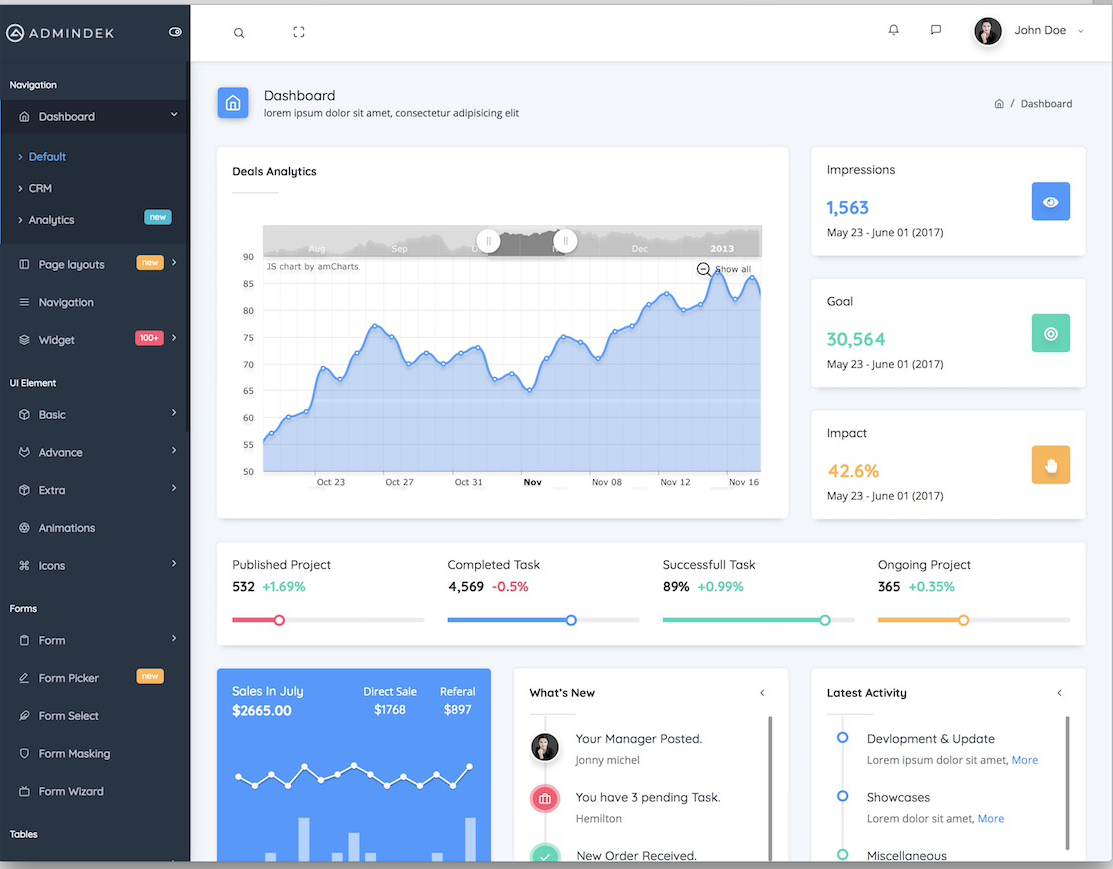 ADMINDEK
John Doe
Navigation
Dashboard
Default
CRM
Analytics new
Page layouts new
Navigation
Widget 100+
UI Element
Basic
Advance
Extra
Animations
Icons
Forms
Form
Form Picker new
Form Select
Form Masking
Form Wizard
Tables
Dashboard
lorem ipsum dolor sit amet, consectetur adipisicing elit
/ Dashboard
Deals Analytics
Aug Sep Dec 2013
JS chart by amCharts
Show all
90
85
80
75
70
65
60
55
50
Oct 23 Oct 27 Oct 31 Nov Nov 08 Nov 12 Nov 16
Impressions
1,563
May 23 - June 01 (2017)
Goal
30,564
May 23 - June 01 (2017)
Impact
42.6%
May 23 - June 01 (2017)
Published Project
532 +1.69%
Completed Task
4,569 -0.5%
Successfull Task
89% +0.99%
Ongoing Project
365 +0.35%
Sales In July
$2665.00
Direct Sale
$1768
Referal
$897
What's New
Your Manager Posted.
Jonny michel
You have 3 pending Task.
Hemilton
New Order Received.
Latest Activity
Devlopment & Update
Lorem ipsum dolor sit amet, More
Showcases
Lorem dolor sit amet, More
Miscellaneous